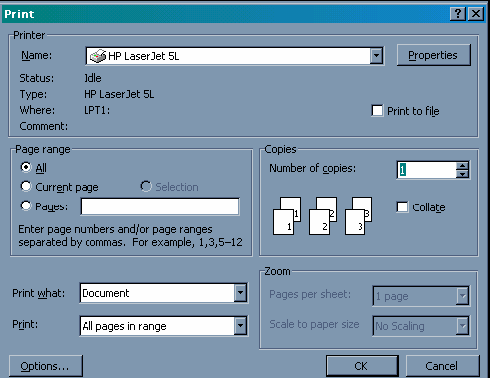 Print
Printer
Name: HP LaserJet 5L Properties
Status: Idle
Type: HP LaserJet 5L
Where: LPT1: Print to file
Comment:
Page range
All
Current page Selection
Pages:
Enter page numbers and/or page ranges
separated by commas. For example, 1,3,5–12
Copies
Number of copies: 1
1 1 2 2 3 3
Collate
Print what: Document
Print: All pages in range
Zoom
Pages per sheet: 1 page
Scale to paper size No Scaling
Options... OK Cancel